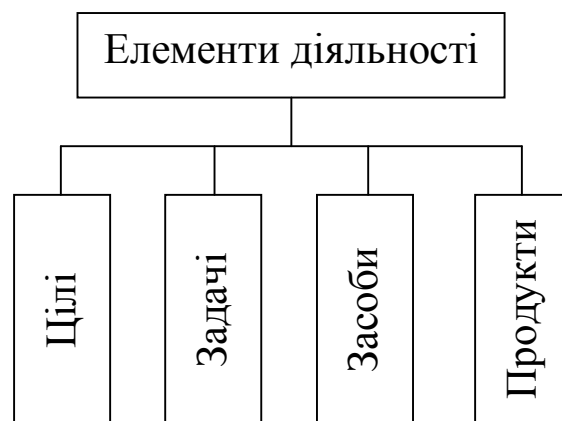 Елементи діяльності
Цілі
Задачі
Засоби
Продукти